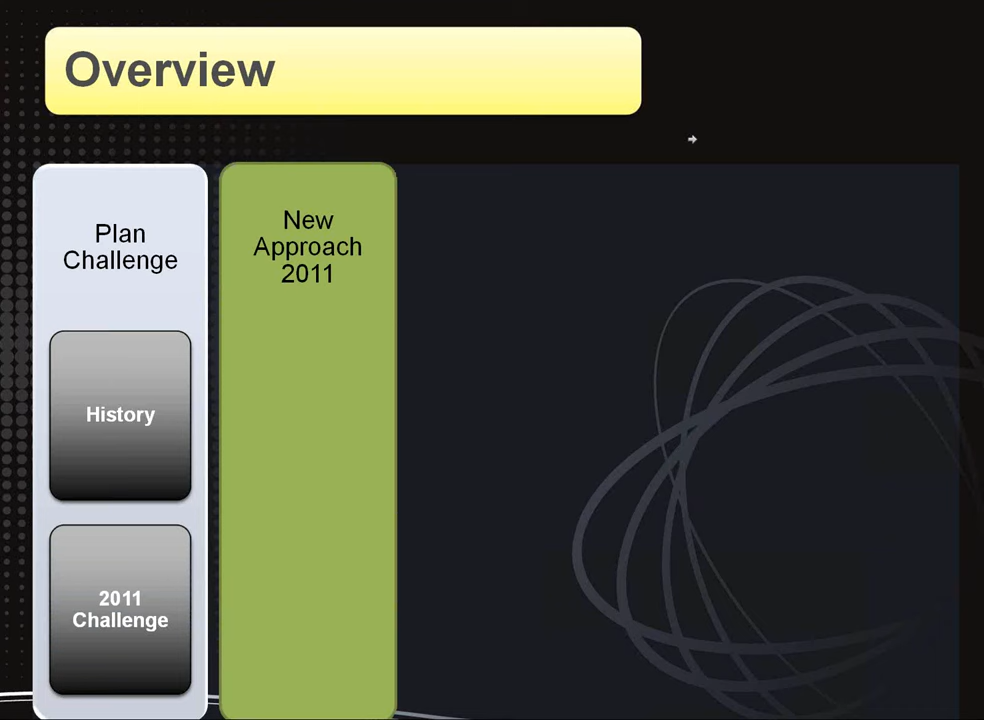 Overview
Plan
Challenge
History
2011
Challenge
New
Approach
2011